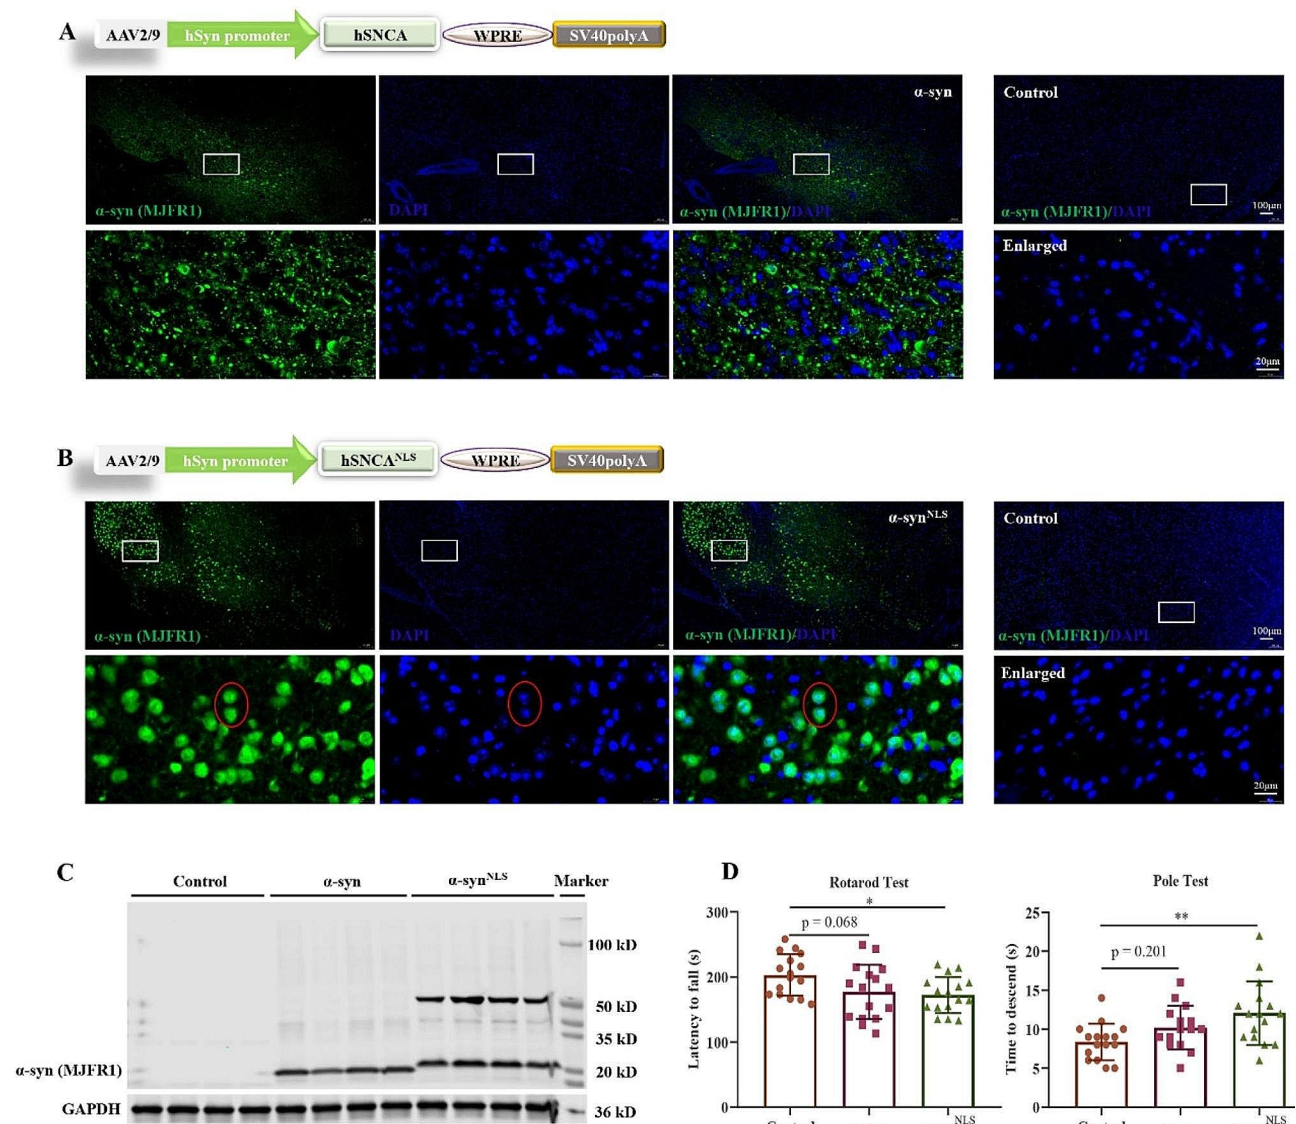 A
AAV2/9 hSyn promoter hSNCA WPRE SV40polyA
α-syn (MJFR1)
DAPI
α-syn
α-syn (MJFR1)/DAPI
Control
α-syn (MJFR1)/DAPI
100μm
Enlarged
20μm
B
AAV2/9 hSyn promoter hSNCA^NLS WPRE SV40polyA
α-syn (MJFR1)
DAPI
α-syn^NLS
α-syn (MJFR1)/DAPI
Control
α-syn (MJFR1)/DAPI
100μm
Enlarged
20μm
C
Control α-syn α-syn^NLS Marker
100 kD
50 kD
35 kD
α-syn (MJFR1) 20 kD
GAPDH 36 kD
D
Rotarod Test
Latency to fall (s)
300
200
100
0
*
p = 0.068
NLS
Pole Test
Time to descend (s)
25
20
15
10
5
0
**
p = 0.201
NLS